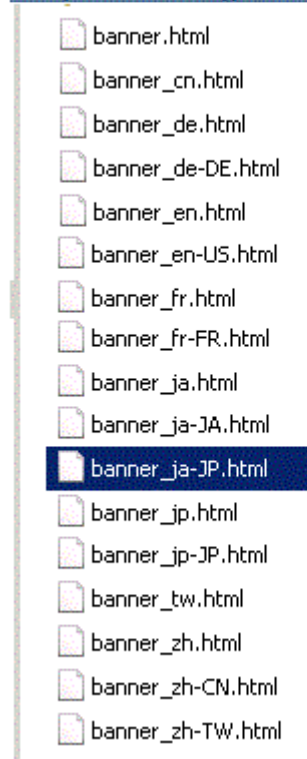 banner.html
banner_cn.html
banner_de.html
banner_de-DE.html
banner_en.html
banner_en-US.html
banner_fr.html
banner_fr-FR.html
banner_ja.html
banner_ja-JA.html
banner_ja-JP.html
banner_jp.html
banner_jp-JP.html
banner_tw.html
banner_zh.html
banner_zh-CN.html
banner_zh-TW.html